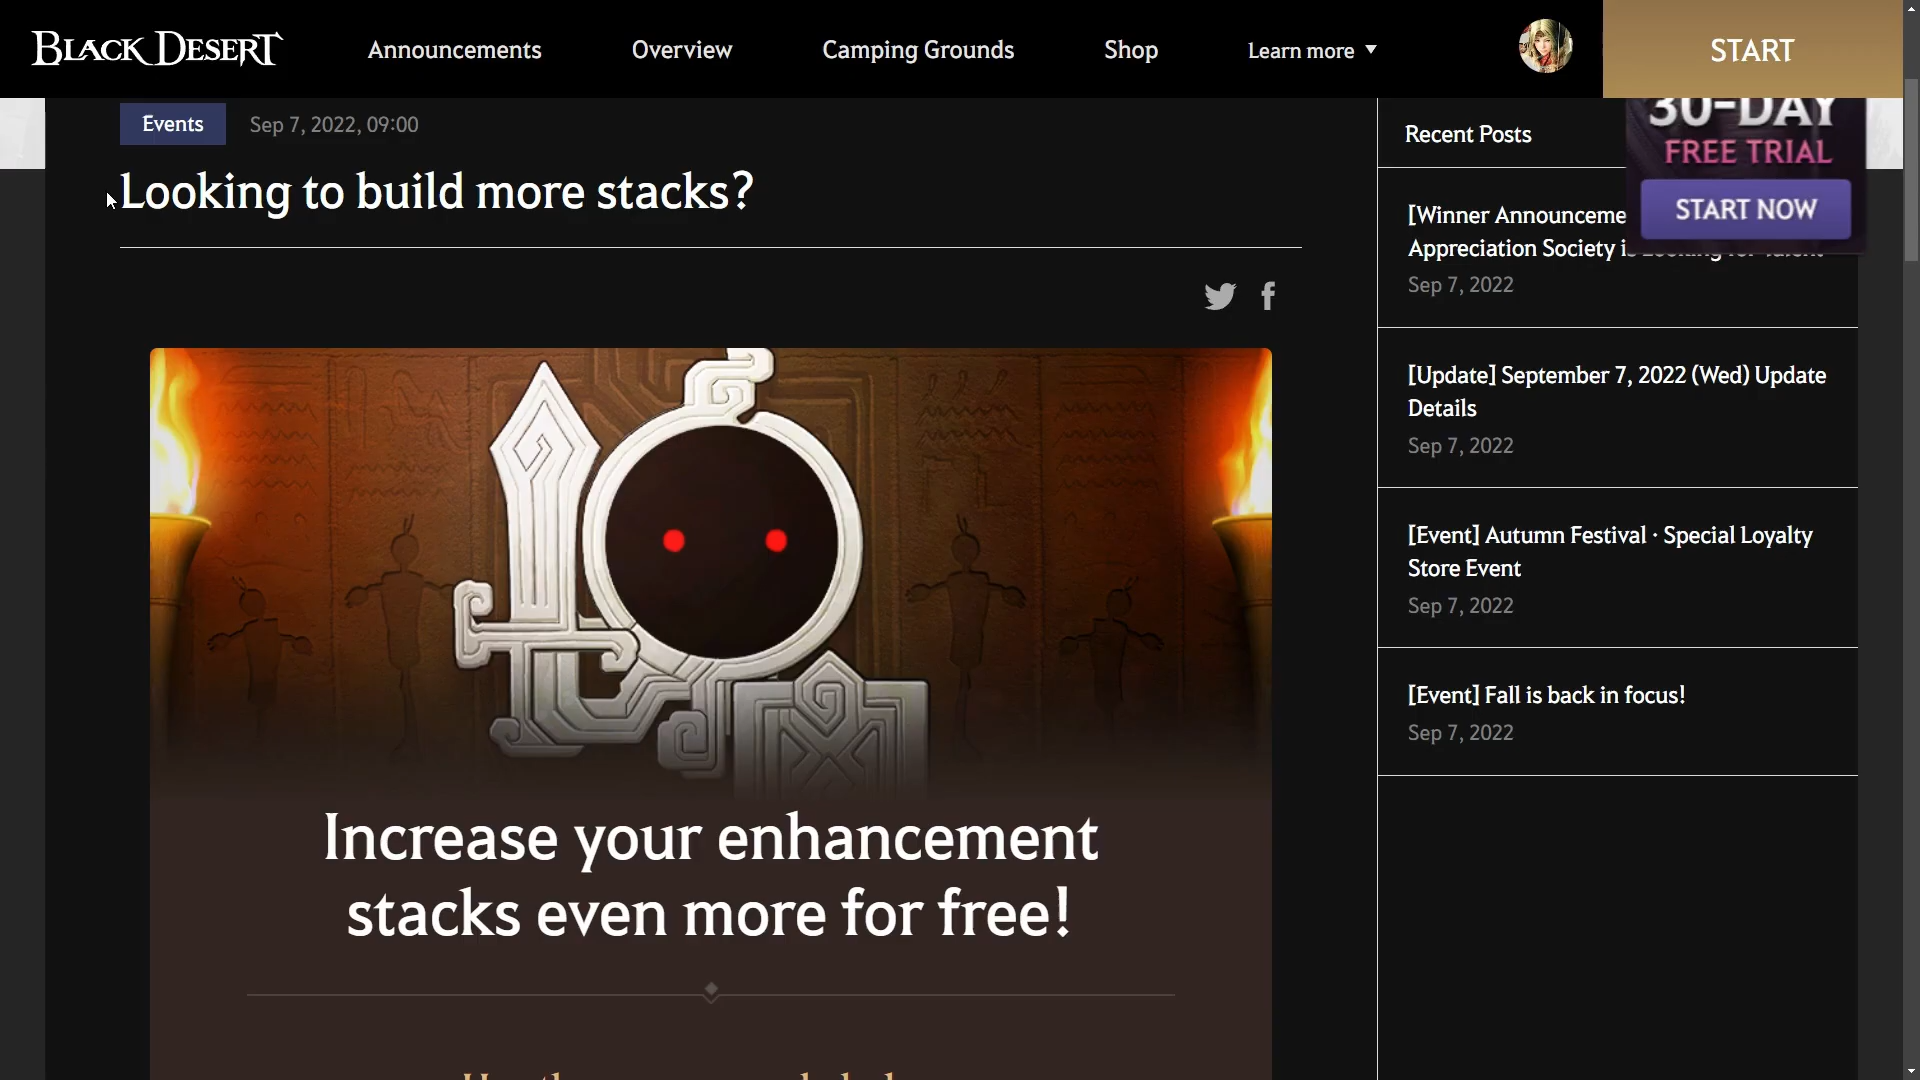 BLACK DESERT
Announcements
Overview
Camping Grounds
Shop
Learn more
START
Events
Sep 7, 2022, 09:00
Looking to build more stacks?
Increase your enhancement
stacks even more for free!
Recent Posts
30-DAY
FREE TRIAL
START NOW
[Winner Announceme
Appreciation Society
Sep 7, 2022
[Update] September 7, 2022 (Wed) Update
Details
Sep 7, 2022
[Event] Autumn Festival · Special Loyalty
Store Event
Sep 7, 2022
[Event] Fall is back in focus!
Sep 7, 2022